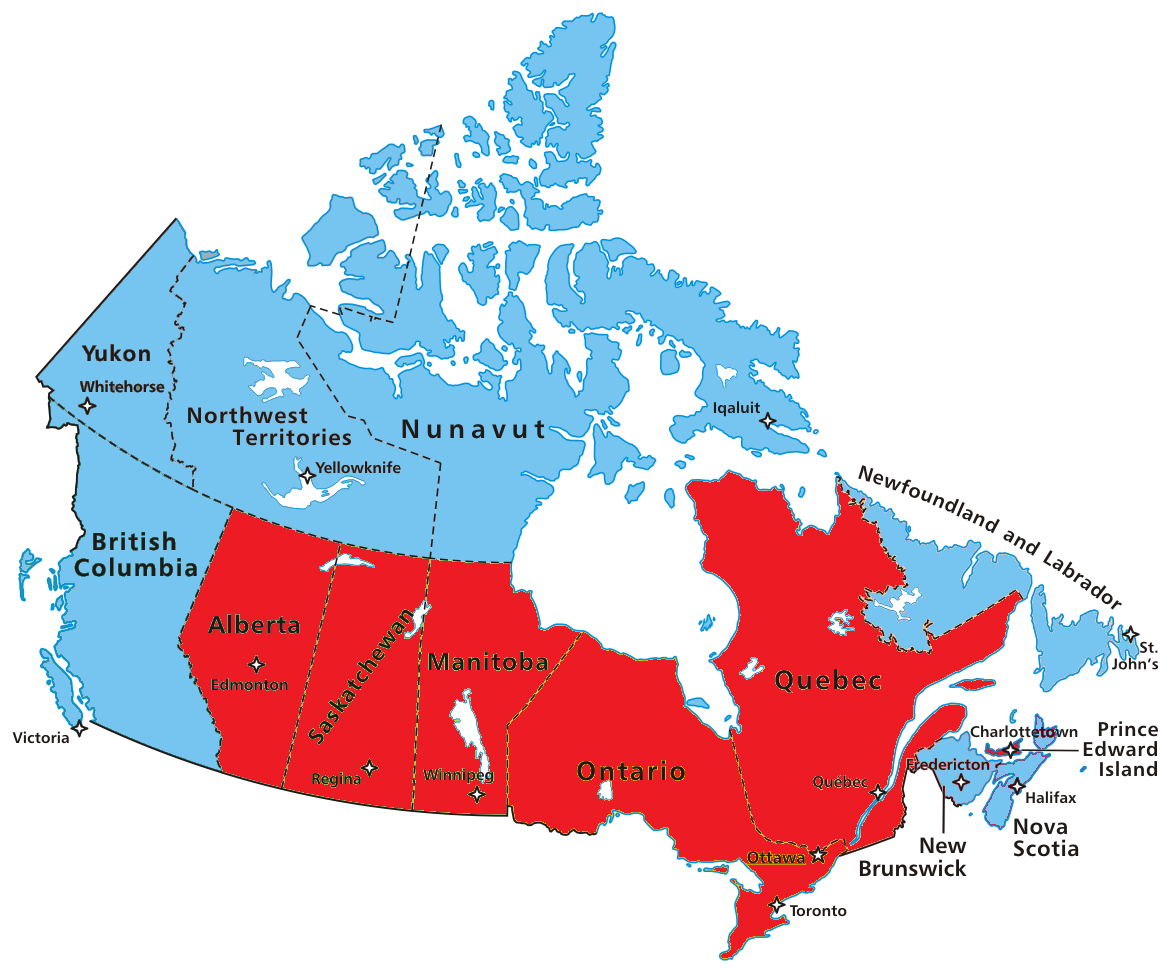 Yukon
Whitehorse
Northwest
Territories
Yellowknife
Nunavut
Iqaluit
British
Columbia
Victoria
Alberta
Edmonton
Saskatchewan
Regina
Manitoba
Winnipeg
Ontario
Ottawa
Toronto
Quebec
Québec
Newfoundland and Labrador
St.
John's
Charlottetown
Prince
Edward
Island
Fredericton
Halifax
Nova
Scotia
New
Brunswick